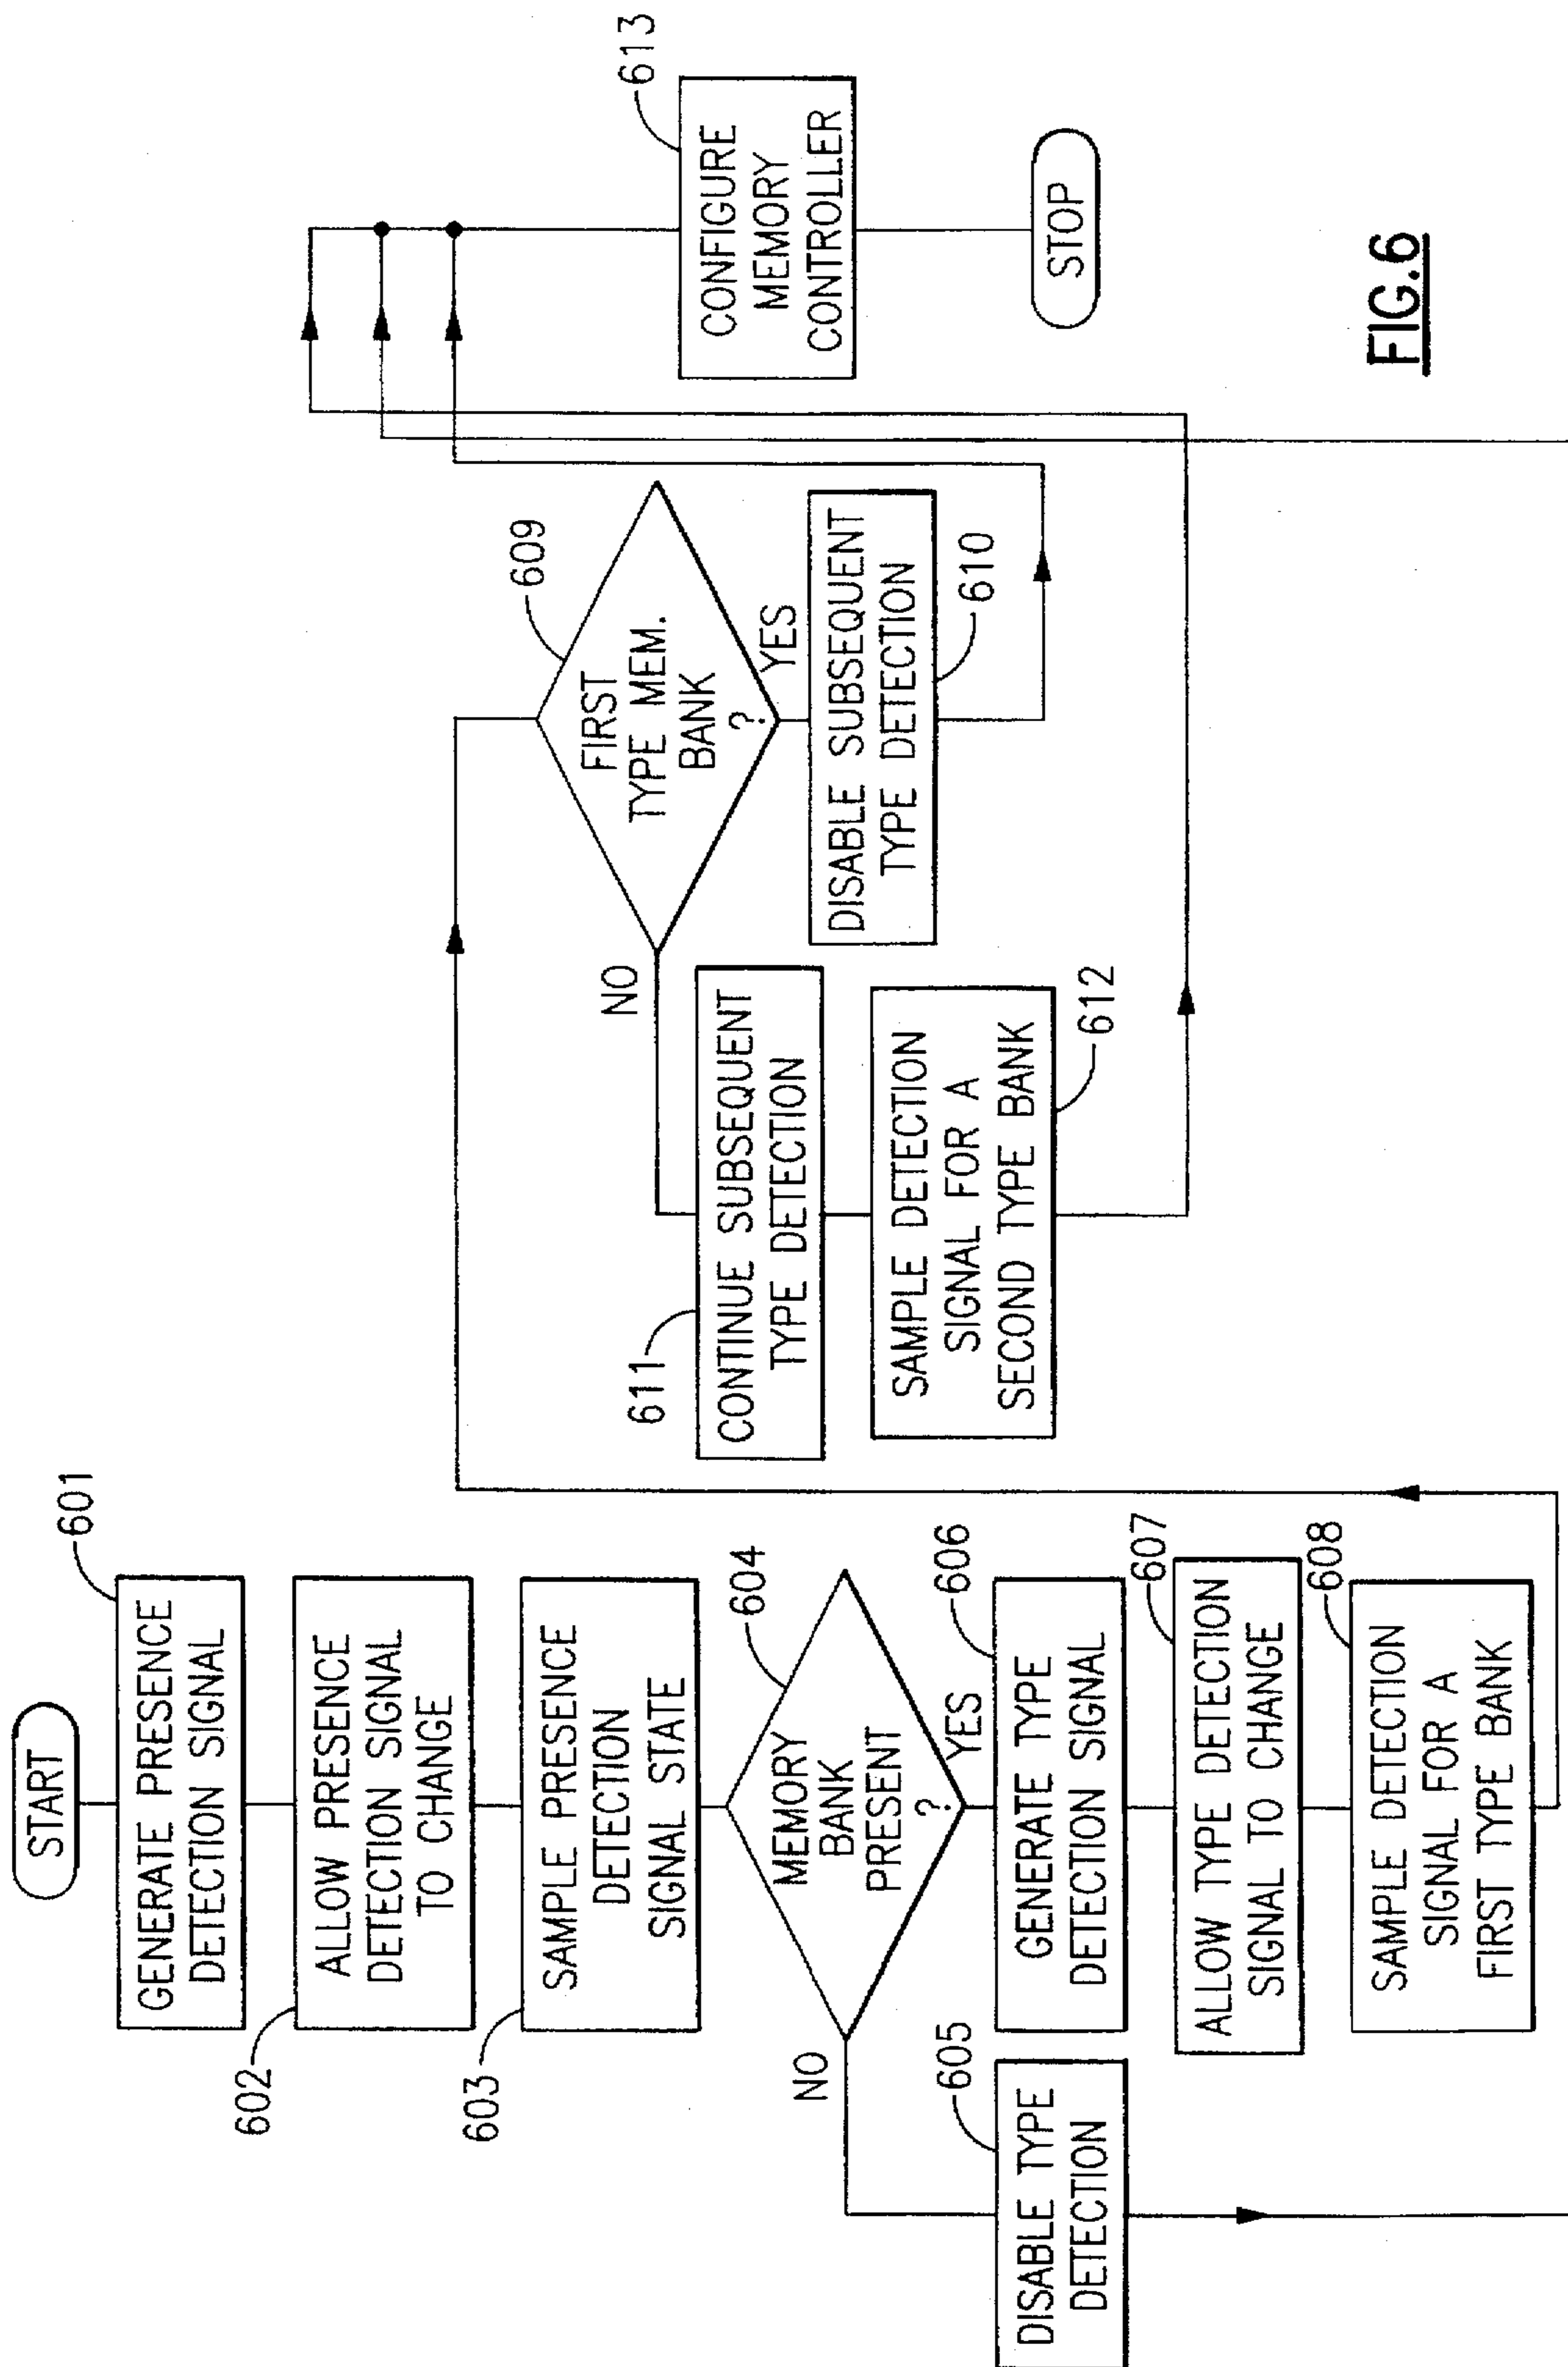 START
601
GENERATE PRESENCE
DETECTION SIGNAL
602
ALLOW PRESENCE
DETECTION SIGNAL
TO CHANGE
603
SAMPLE PRESENCE
DETECTION
SIGNAL STATE
604
MEMORY
BANK
PRESENT
?
NO
YES
605
DISABLE TYPE
DETECTION
606
GENERATE TYPE
DETECTION SIGNAL
607
ALLOW TYPE DETECTION
SIGNAL TO CHANGE
608
SAMPLE DETECTION
SIGNAL FOR A
FIRST TYPE BANK
609
FIRST
TYPE MEM.
BANK
?
NO
YES
611
CONTINUE SUBSEQUENT
TYPE DETECTION
SAMPLE DETECTION
SIGNAL FOR A
SECOND TYPE BANK
612
DISABLE SUBSEQUENT
TYPE DETECTION
610
613
CONFIGURE
MEMORY
CONTROLLER
STOP
FIG.6